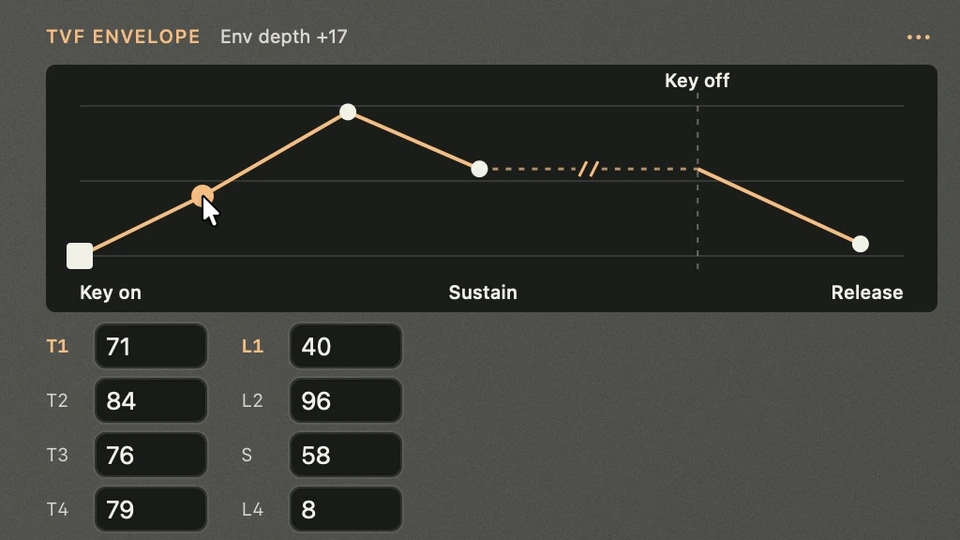 TVF ENVELOPE Env depth +17
Key off
Key on Sustain Release
T1 71 L1 40
T2 84 L2 96
T3 76 S 58
T4 79 L4 8